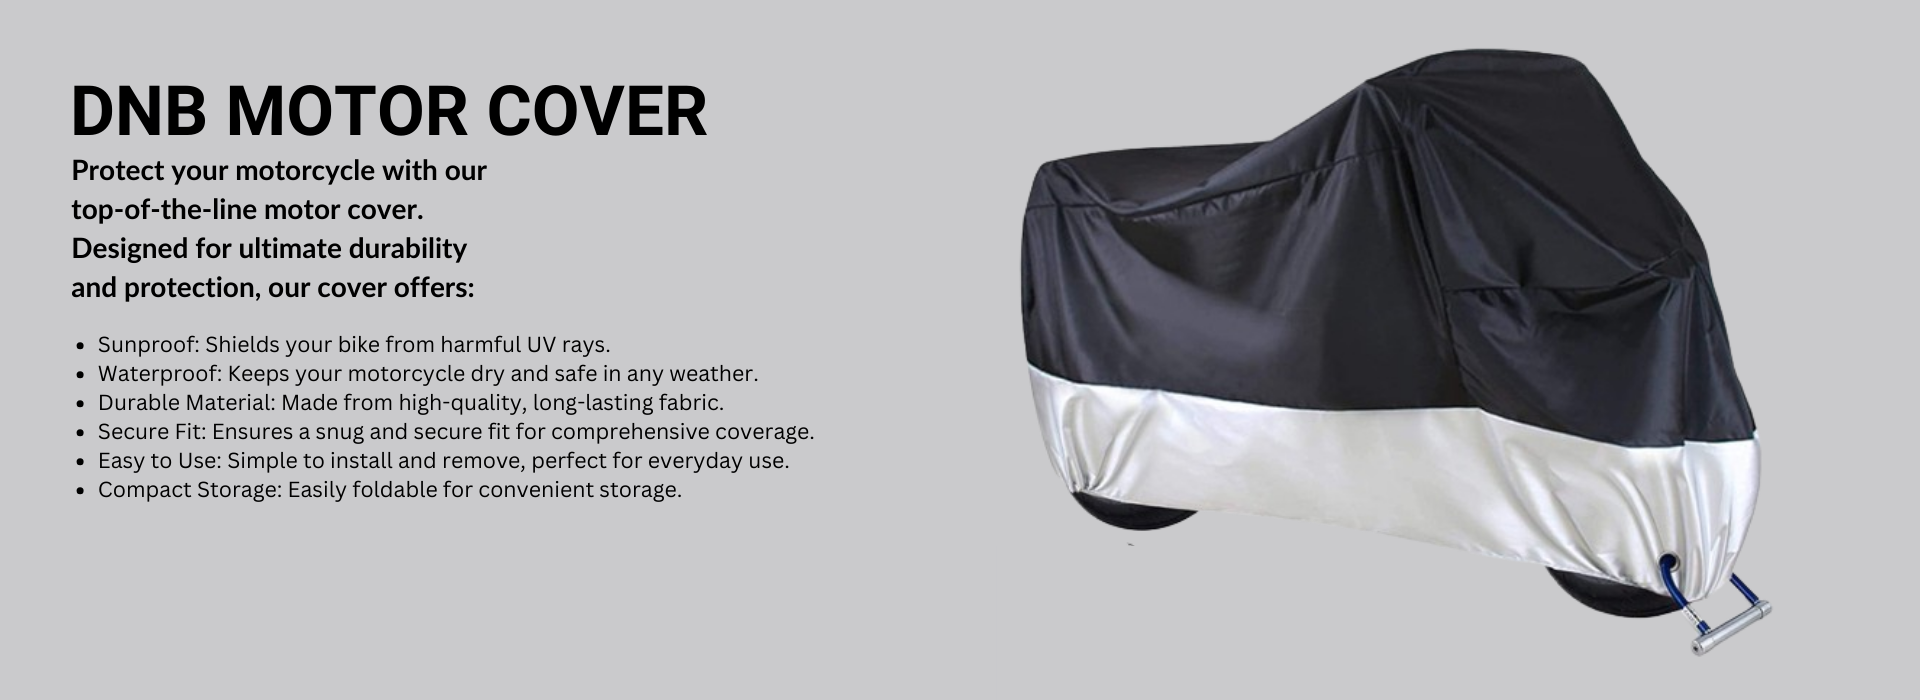 DNB MOTOR COVER
Protect your motorcycle with our
top-of-the-line motor cover.
Designed for ultimate durability
and protection, our cover offers:
• Sunproof: Shields your bike from harmful UV rays.
• Waterproof: Keeps your motorcycle dry and safe in any weather.
• Durable Material: Made from high-quality, long-lasting fabric.
• Secure Fit: Ensures a snug and secure fit for comprehensive coverage.
• Easy to Use: Simple to install and remove, perfect for everyday use.
• Compact Storage: Easily foldable for convenient storage.